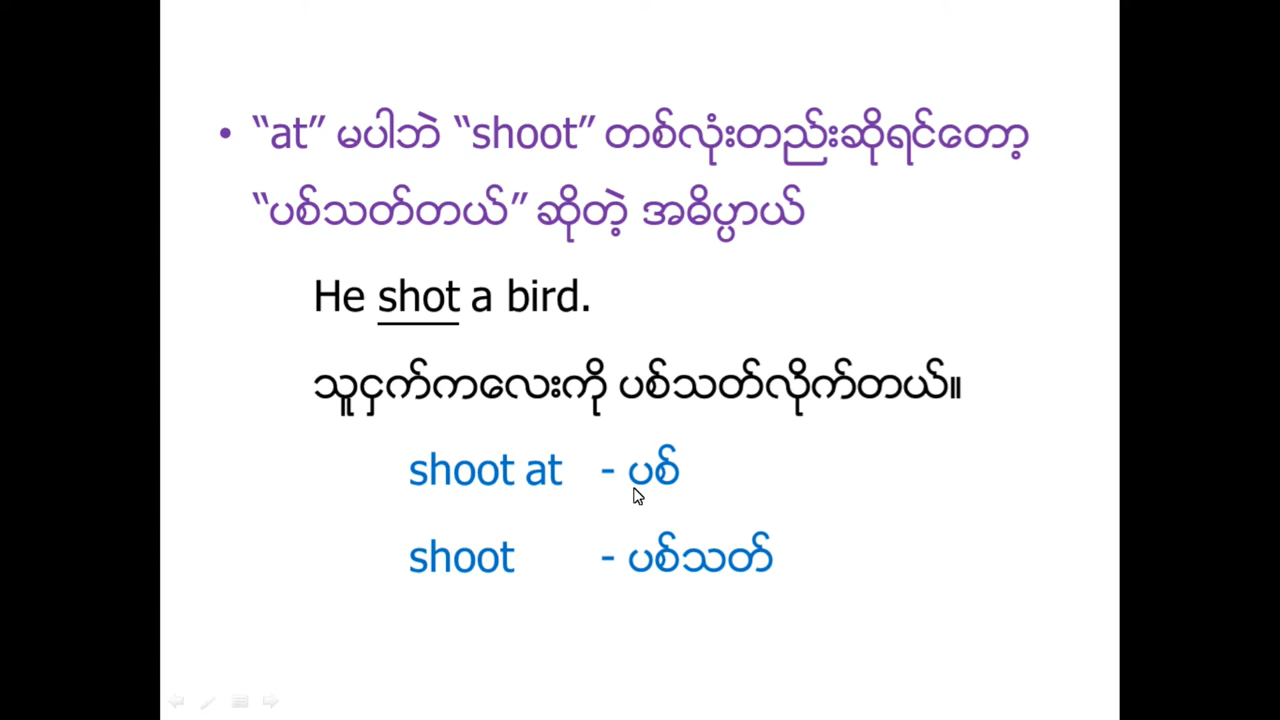 • “at” မပါဘဲ “shoot” တစ်လုံးတည်းဆိုရင်တော့
“ပစ်သတ်တယ်” ဆိုတဲ့ အဓိပ္ပာယ်
He shot a bird.
သူငှက်ကလေးကို ပစ်သတ်လိုက်တယ်။
shoot at - ပစ်
shoot - ပစ်သတ်